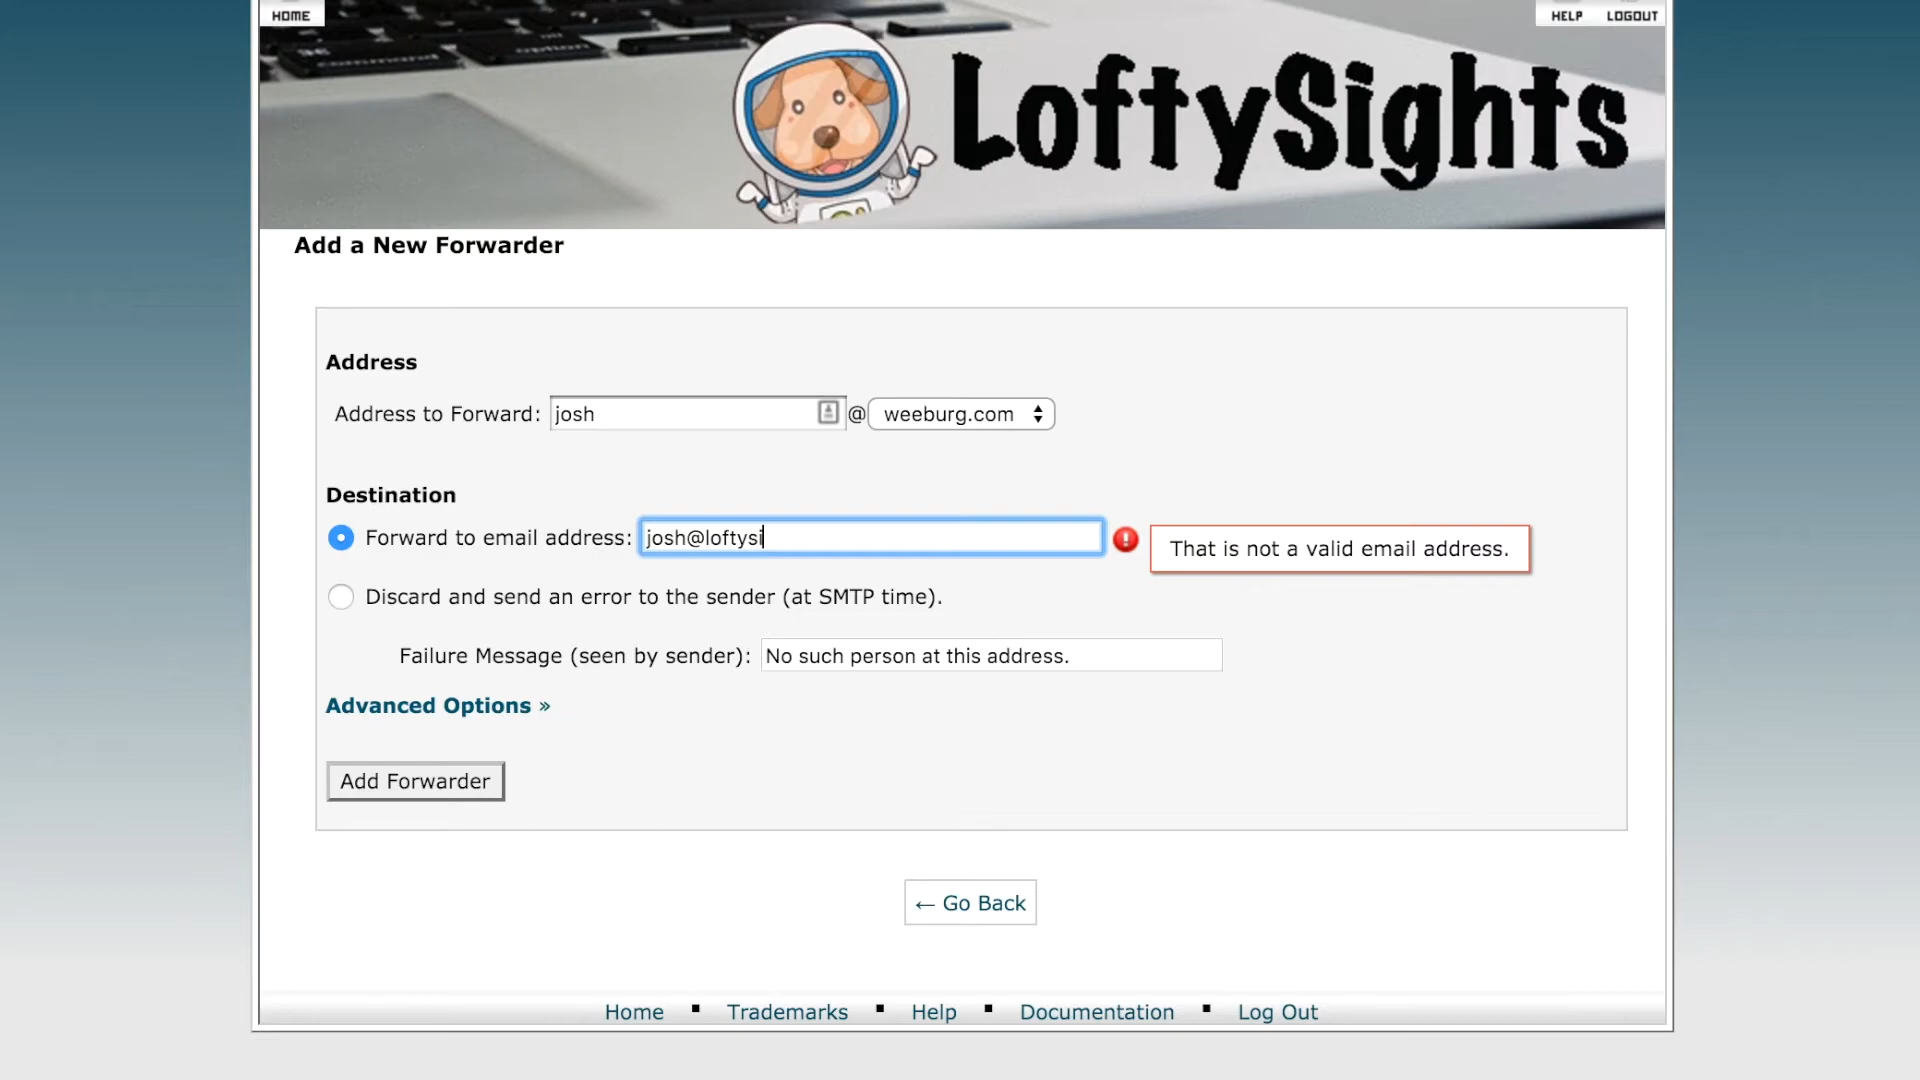 HOME
HELP LOGOUT
LoftySights
command option
Add a New Forwarder
Address
Address to Forward: josh @ weeburg.com
Destination
Forward to email address: josh@loftysi
That is not a valid email address.
Discard and send an error to the sender (at SMTP time).
Failure Message (seen by sender): No such person at this address.
Advanced Options »
Add Forwarder
← Go Back
Home ▪ Trademarks ▪ Help ▪ Documentation ▪ Log Out